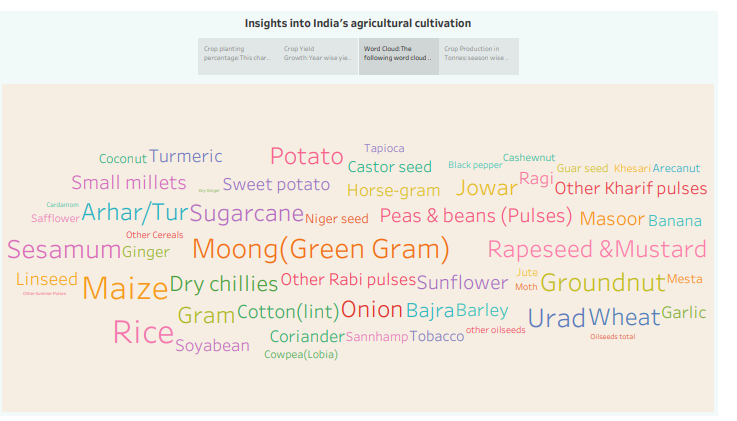 Insights into India's agricultural cultivation
Crop planting
percentage:This char..
Crop Yield
Growth:Year wise yie..
Word Cloud:The
following word cloud ..
Crop Production in
Tonnes:season wise ..
Tapioca
Coconut Turmeric Potato Castor seed Black pepper Cashewnut
Guar seed Khesari Arecanut
Small millets Dry Ginger Sweet potato Horse-gram Jowar Ragi Other Kharif pulses
Cardamom
Safflower Arhar/Tur Sugarcane Niger seed Peas & beans (Pulses) Masoor Banana
Other Cereals
Sesamum Ginger Moong(Green Gram) Rapeseed &Mustard
Linseed Maize Dry chillies Other Rabi pulses Sunflower Jute Groundnut Mesta
Other Summer Pulses
Moth
Gram Cotton(lint) Onion Bajra Barley Urad Wheat Garlic
Rice Soyabean Coriander Sannhamp Tobacco other oilseeds
Oilseeds total
Cowpea(Lobia)